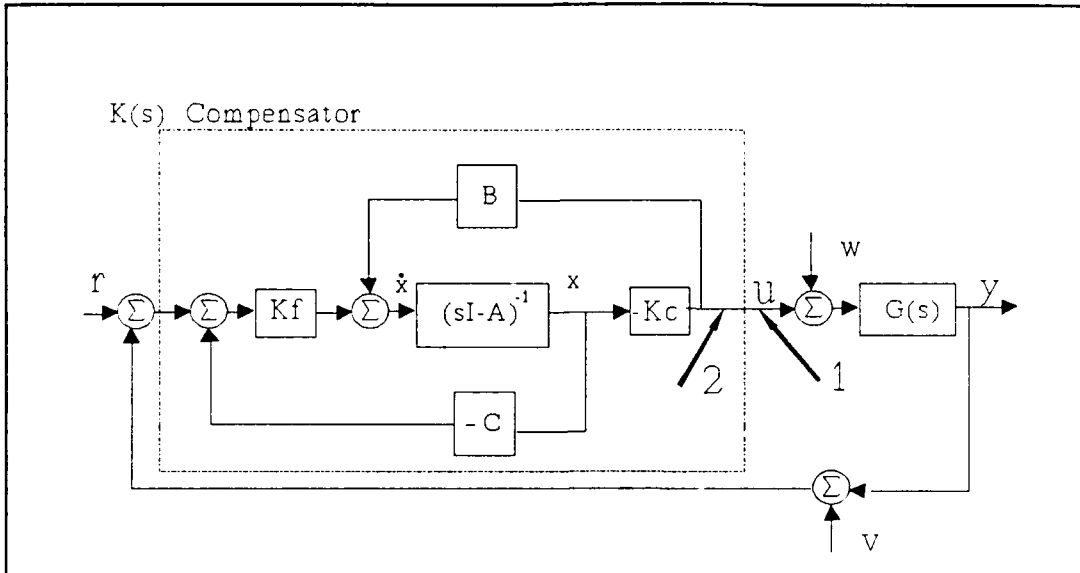 K(s) Compensator
B
r
Σ
Σ
Kf
Σ
ẋ
(sI-A)⁻¹
x
-Kc
U
w
Σ
G(s)
y
2
1
-C
Σ
V